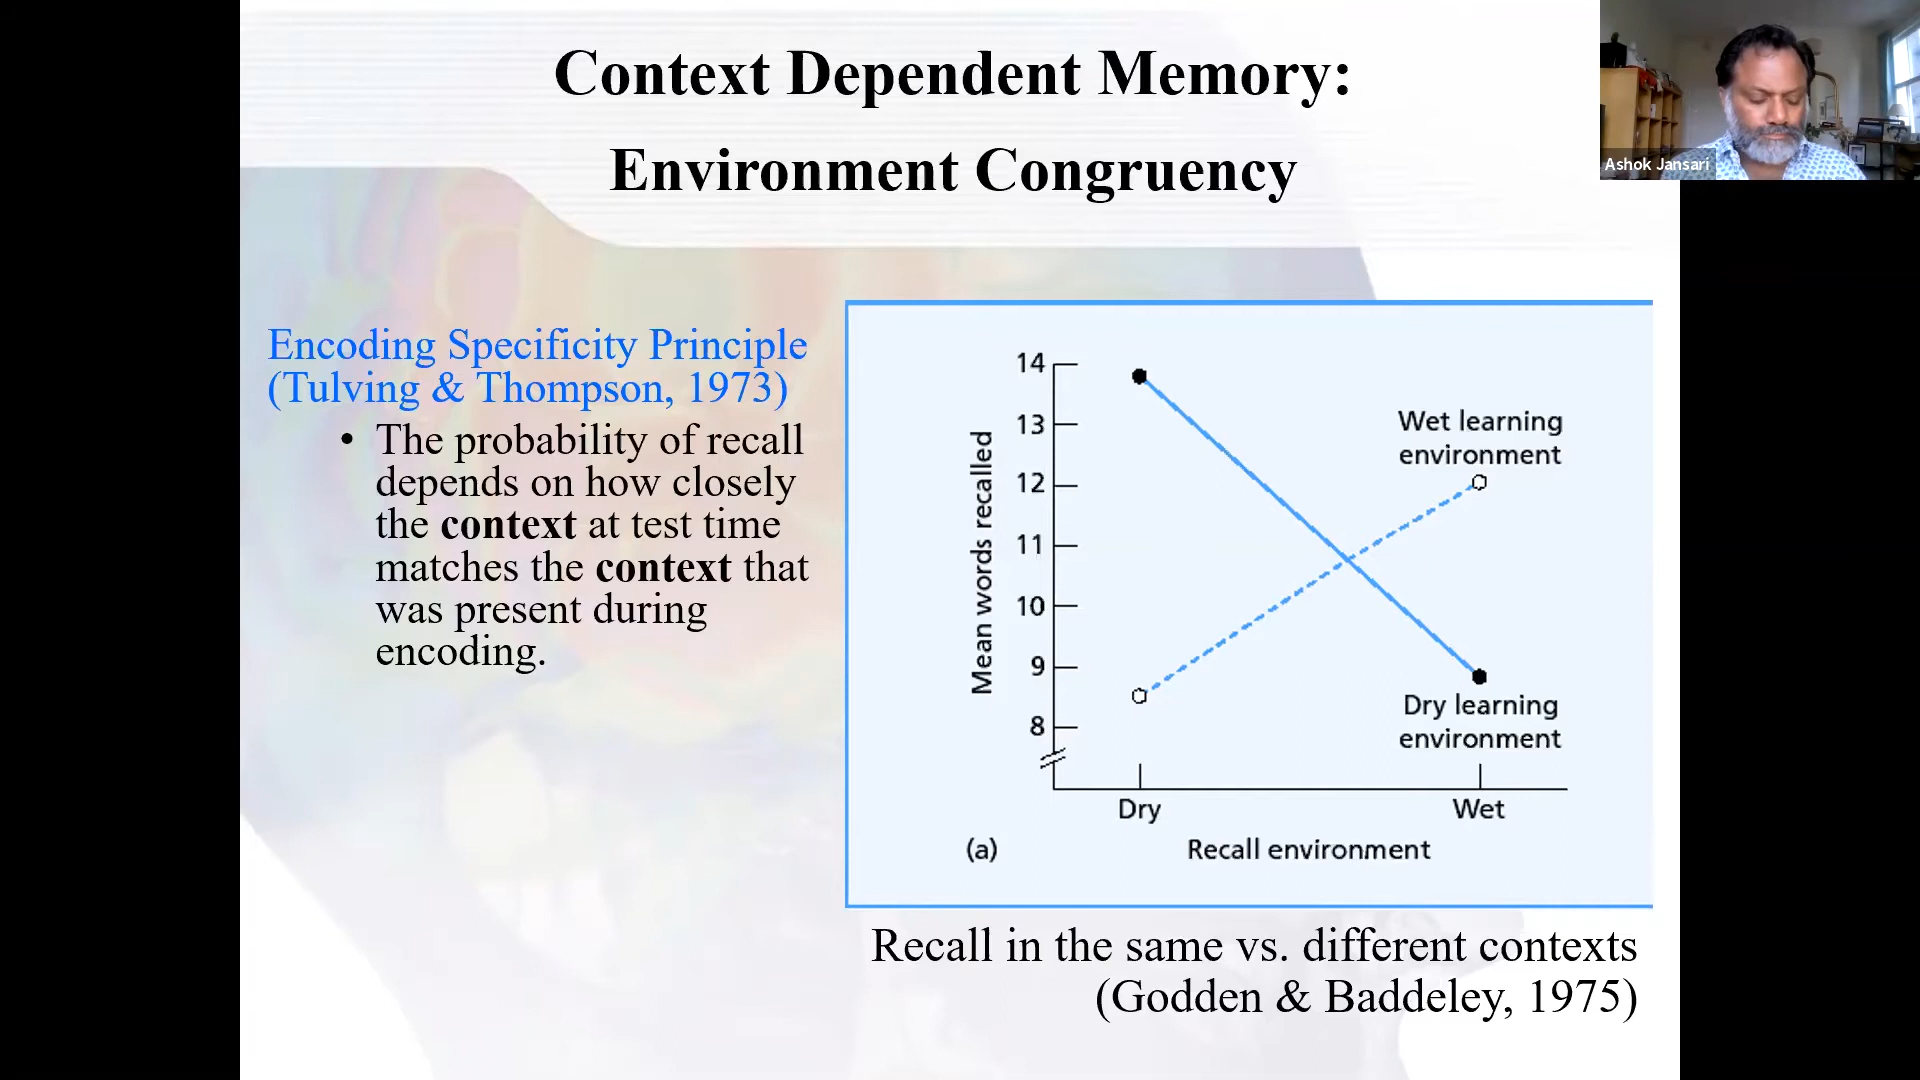 Context Dependent Memory:
Environment Congruency
Ashok Jansari
Encoding Specificity Principle
(Tulving & Thompson, 1973)
• The probability of recall
depends on how closely
the context at test time
matches the context that
was present during
encoding.
Mean words recalled
14
13
12
11
10
9
8
Wet learning
environment
Dry learning
environment
Dry
Wet
(a)
Recall environment
Recall in the same vs. different contexts
(Godden & Baddeley, 1975)